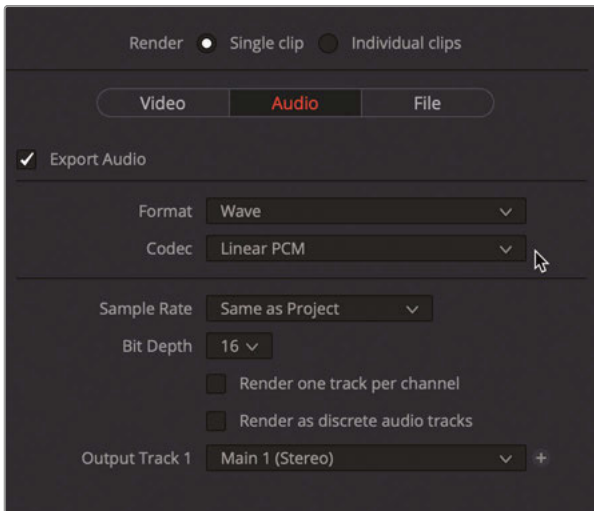 Render Single clip Individual clips
Video Audio File
Export Audio
Format Wave
Codec Linear PCM
Sample Rate Same as Project
Bit Depth 16
Render one track per channel
Render as discrete audio tracks
Output Track 1 Main 1 (Stereo) +